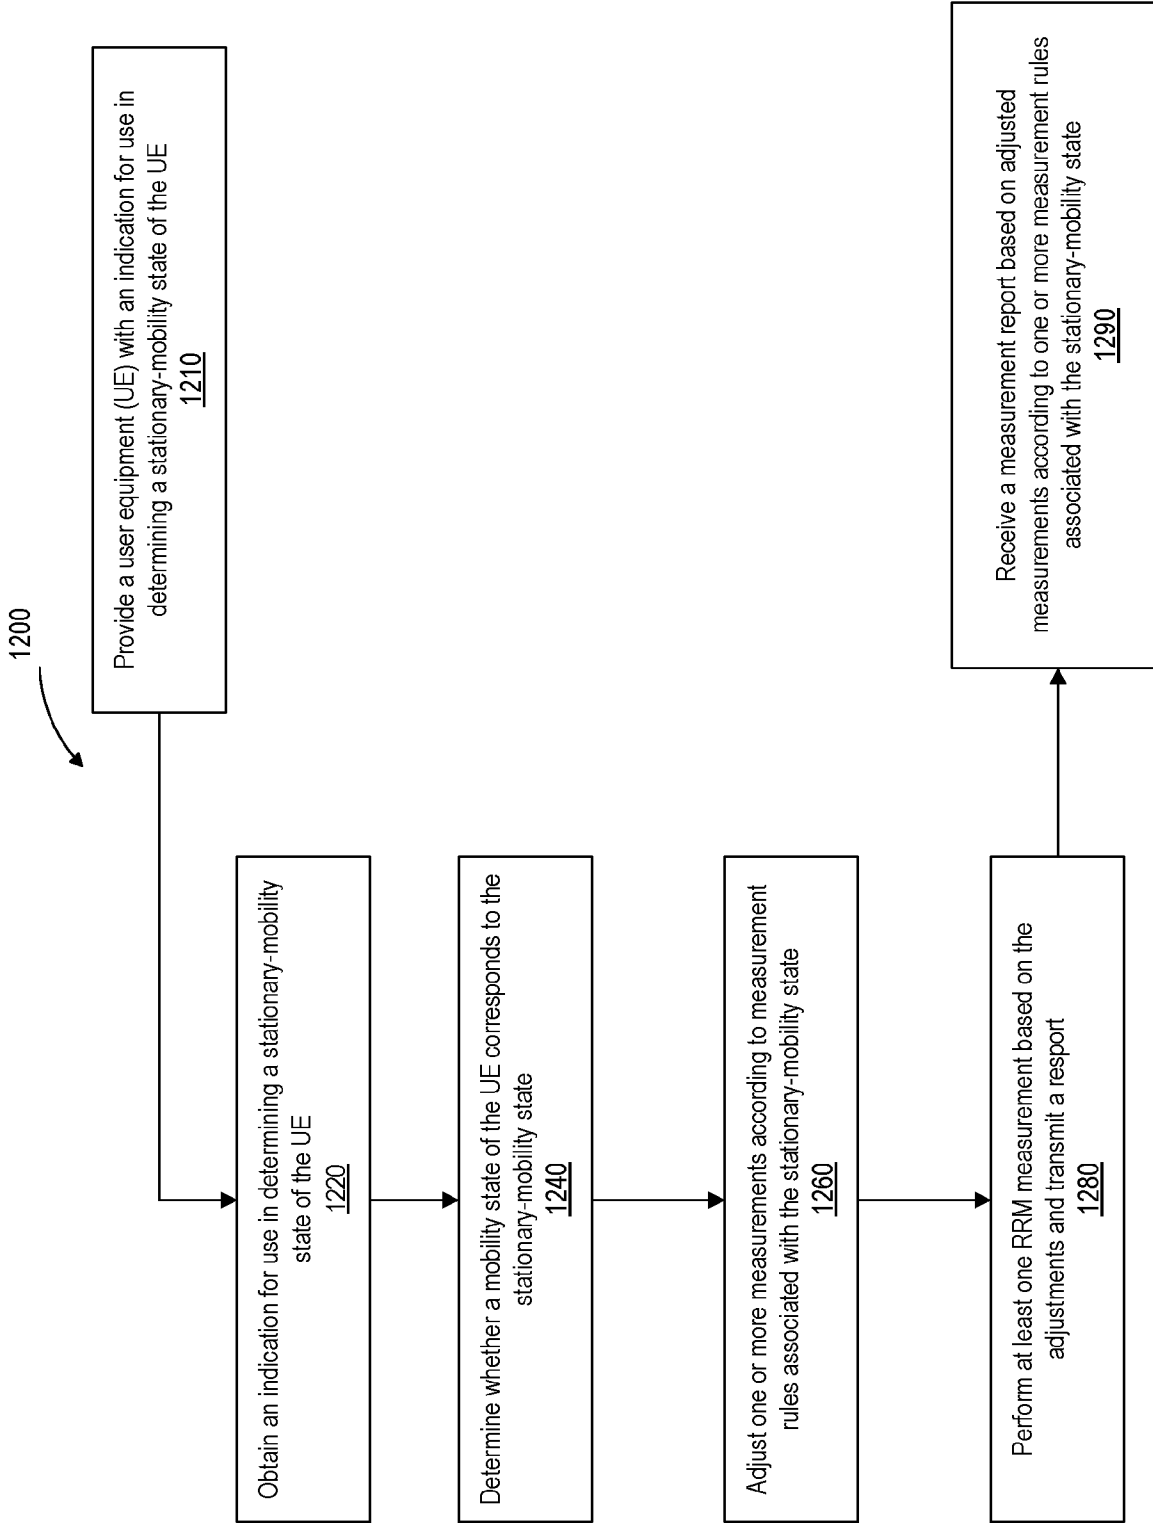 1200
Provide a user equipment (UE) with an indication for use in
determining a stationary-mobility state of the UE
1210
Obtain an indication for use in determining a stationary-mobility
state of the UE
1220
Determine whether a mobility state of the UE corresponds to the
stationary-mobility state
1240
Adjust one or more measurements according to measurement
rules associated with the stationary-mobility state
1260
Perform at least one RRM measurement based on the
adjustments and transmit a resport
1280
Receive a measurement report based on adjusted
measurements according to one or more measurement rules
associated with the stationary-mobility state
1290